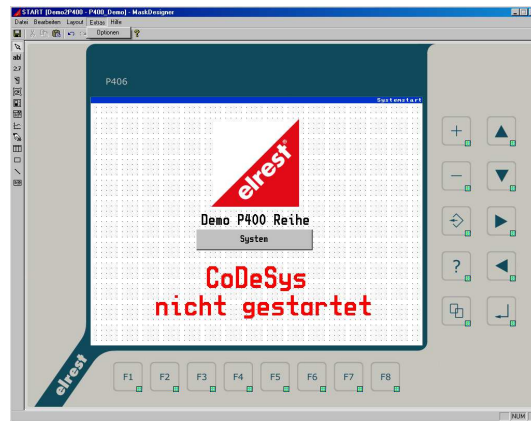 START [Demo2P400 - P400_Demo] - MaskDesigner
Datei Bearbeiten Layout Extras Hilfe
Optionen
P406
Systemstart
elrest
Demo P400 Reihe
System
CoDeSys
nicht gestartet
elrest
F1 F2 F3 F4 F5 F6 F7 F8
NUM